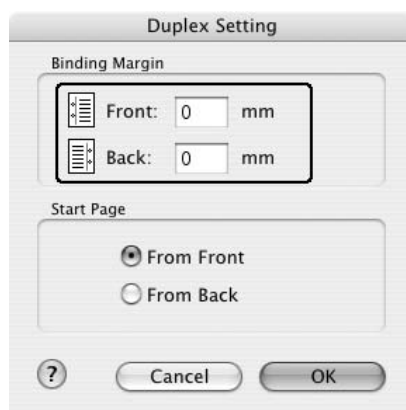 Duplex Setting
Binding Margin
Front: 0 mm
Back: 0 mm
Start Page
From Front
From Back
? Cancel OK